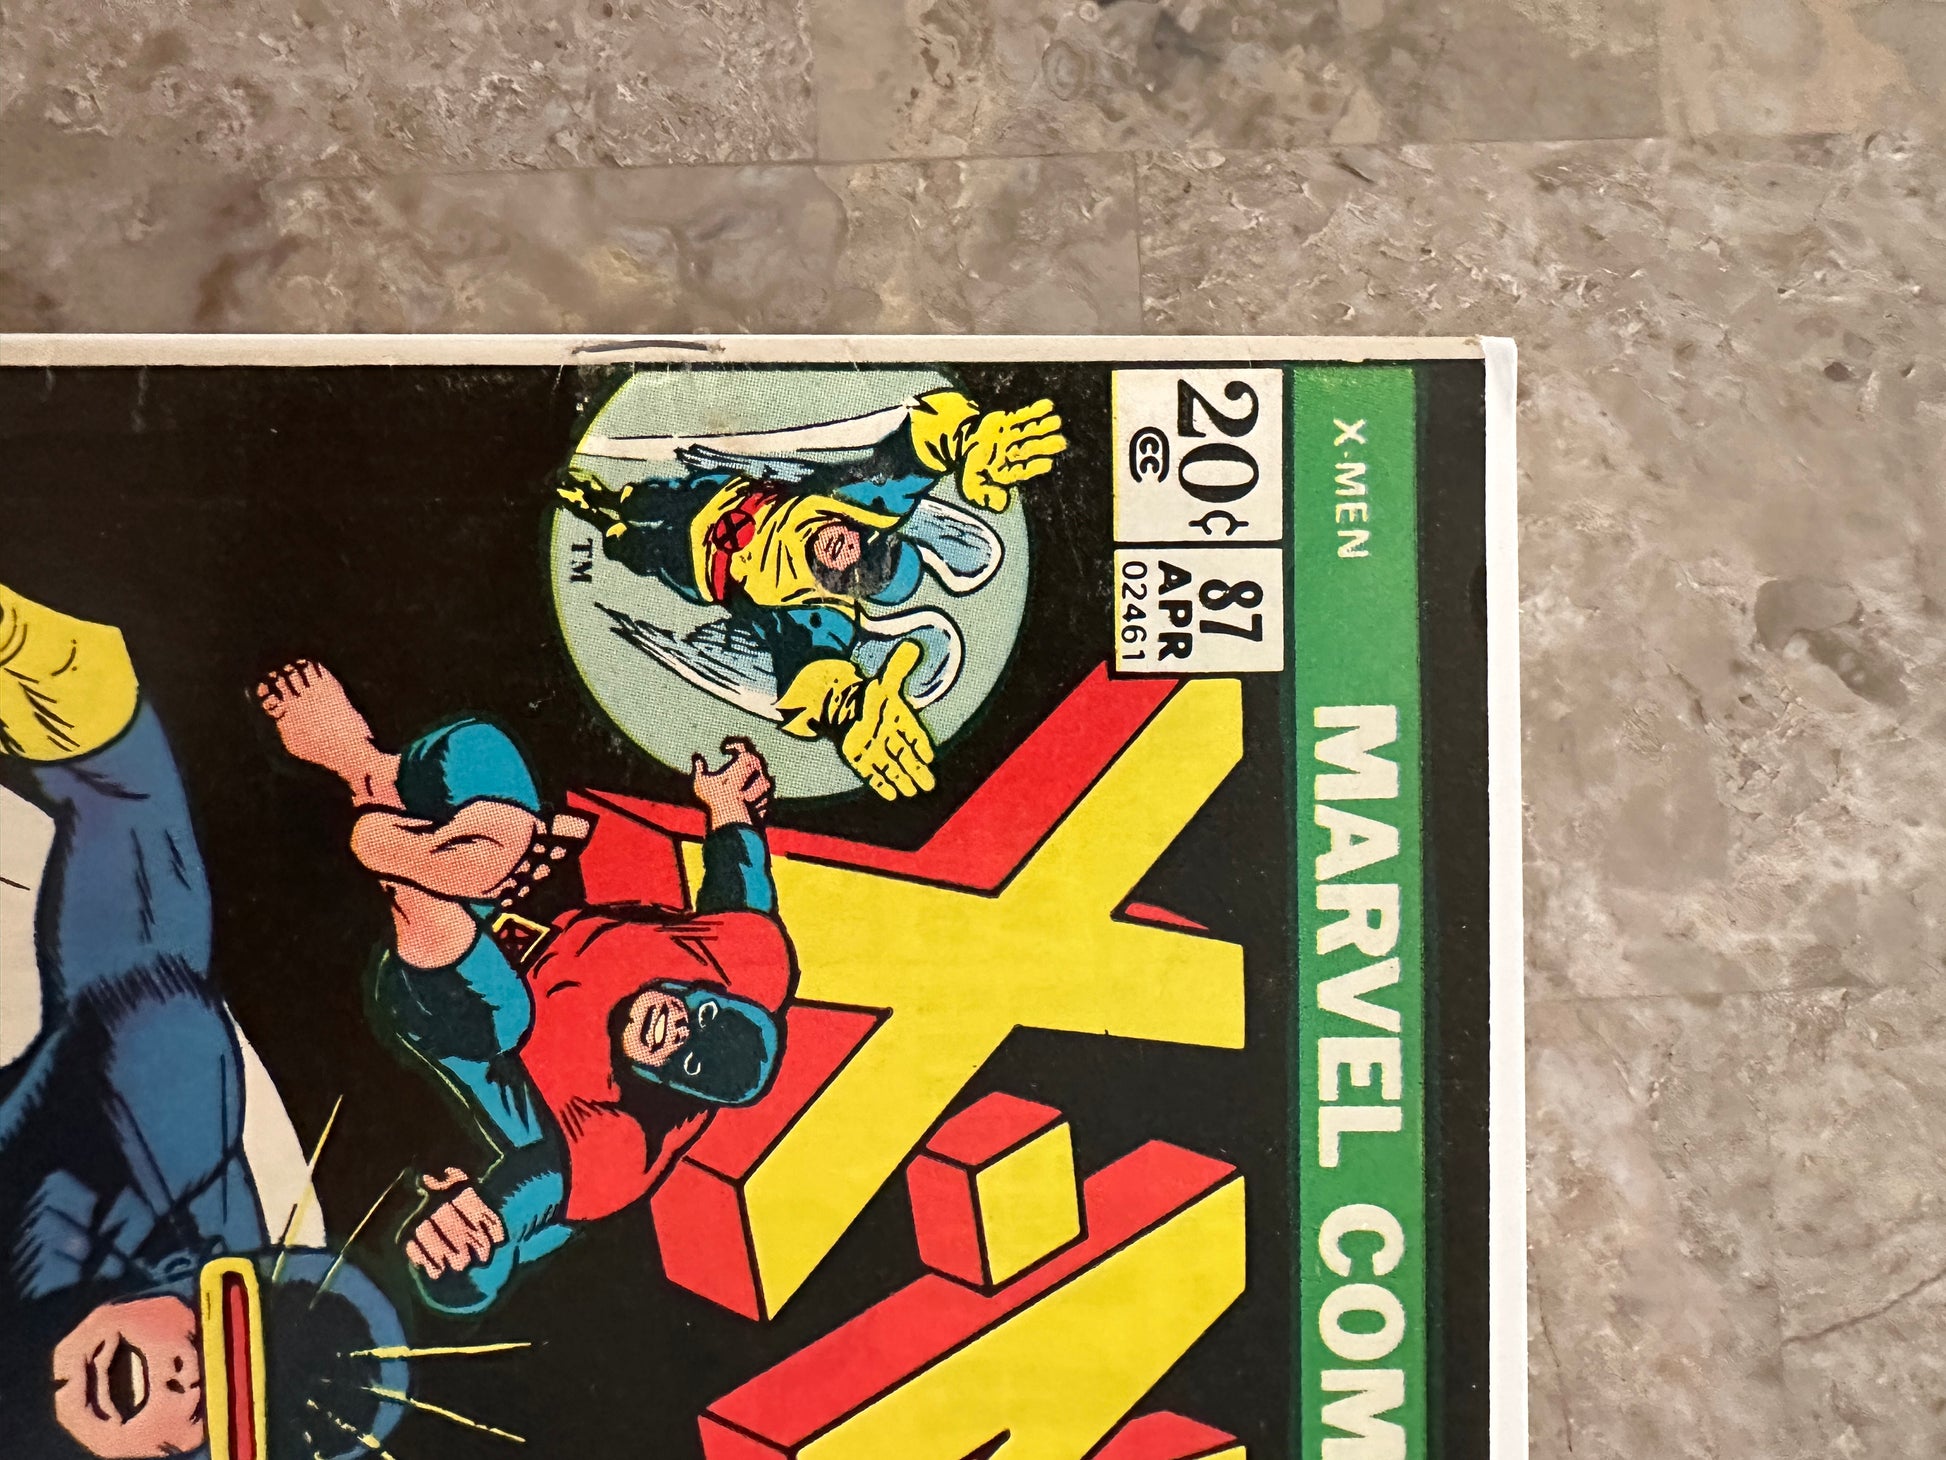 X-MEN
MARVEL COM
20¢
CC
87
APR
02461
X-M
TM